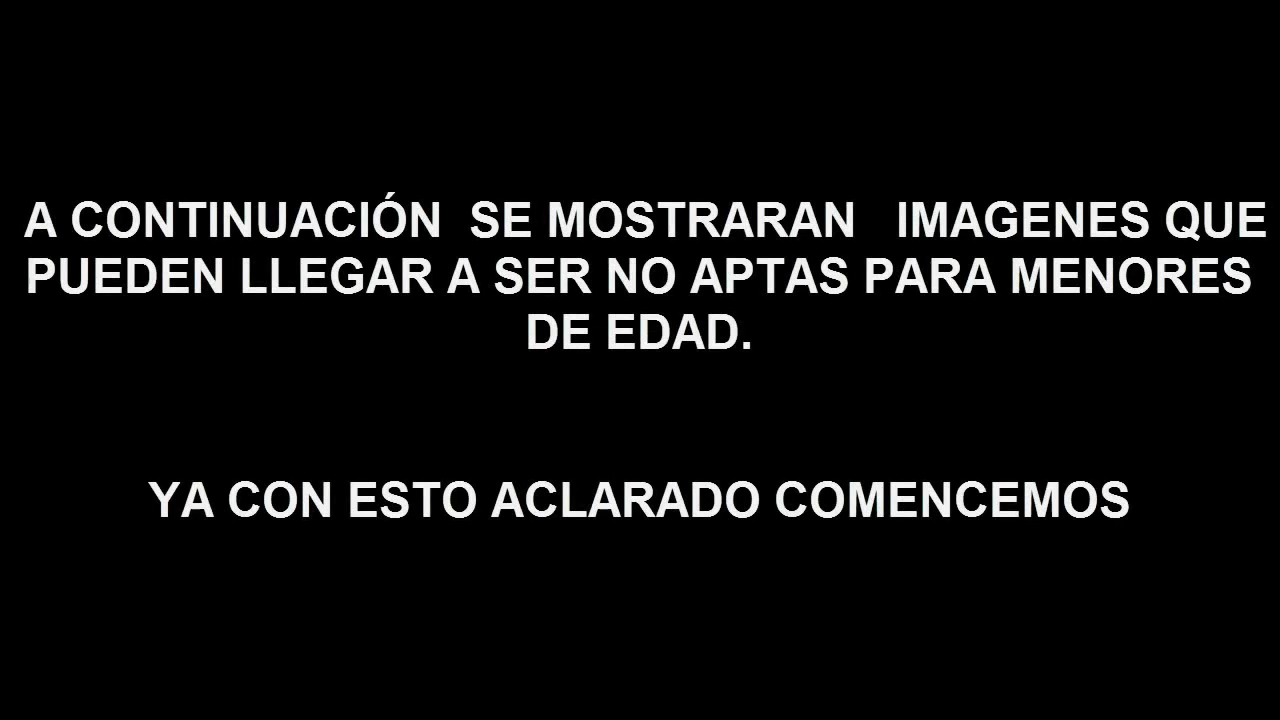 A CONTINUACIÓN  SE MOSTRARAN   IMAGENES QUE
PUEDEN LLEGAR A SER NO APTAS PARA MENORES
DE EDAD.
YA CON ESTO ACLARADO COMENCEMOS